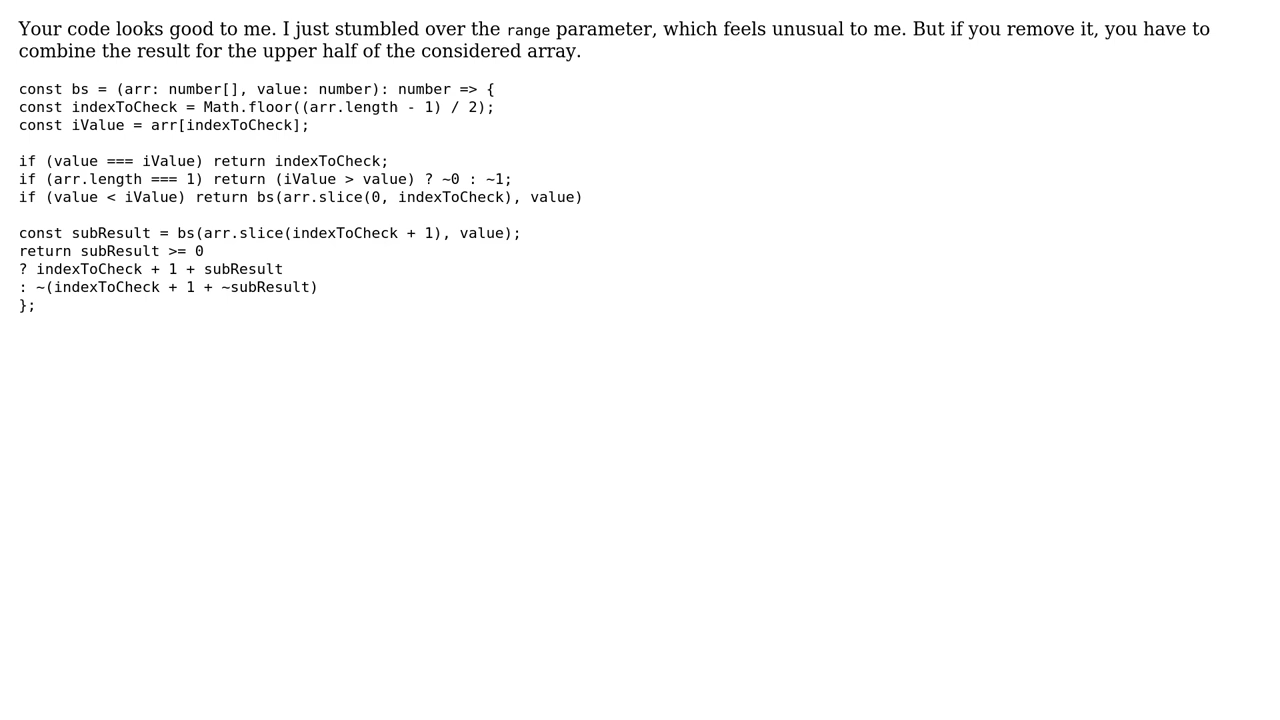 Your code looks good to me. I just stumbled over the range parameter, which feels unusual to me. But if you remove it, you have to
combine the result for the upper half of the considered array.
const bs = (arr: number[], value: number): number => {
const indexToCheck = Math.floor((arr.length - 1) / 2);
const iValue = arr[indexToCheck];
if (value === iValue) return indexToCheck;
if (arr.length === 1) return (iValue > value) ? ~0 : ~1;
if (value < iValue) return bs(arr.slice(0, indexToCheck), value)
const subResult = bs(arr.slice(indexToCheck + 1), value);
return subResult >= 0
? indexToCheck + 1 + subResult
: ~(indexToCheck + 1 + ~subResult)
};